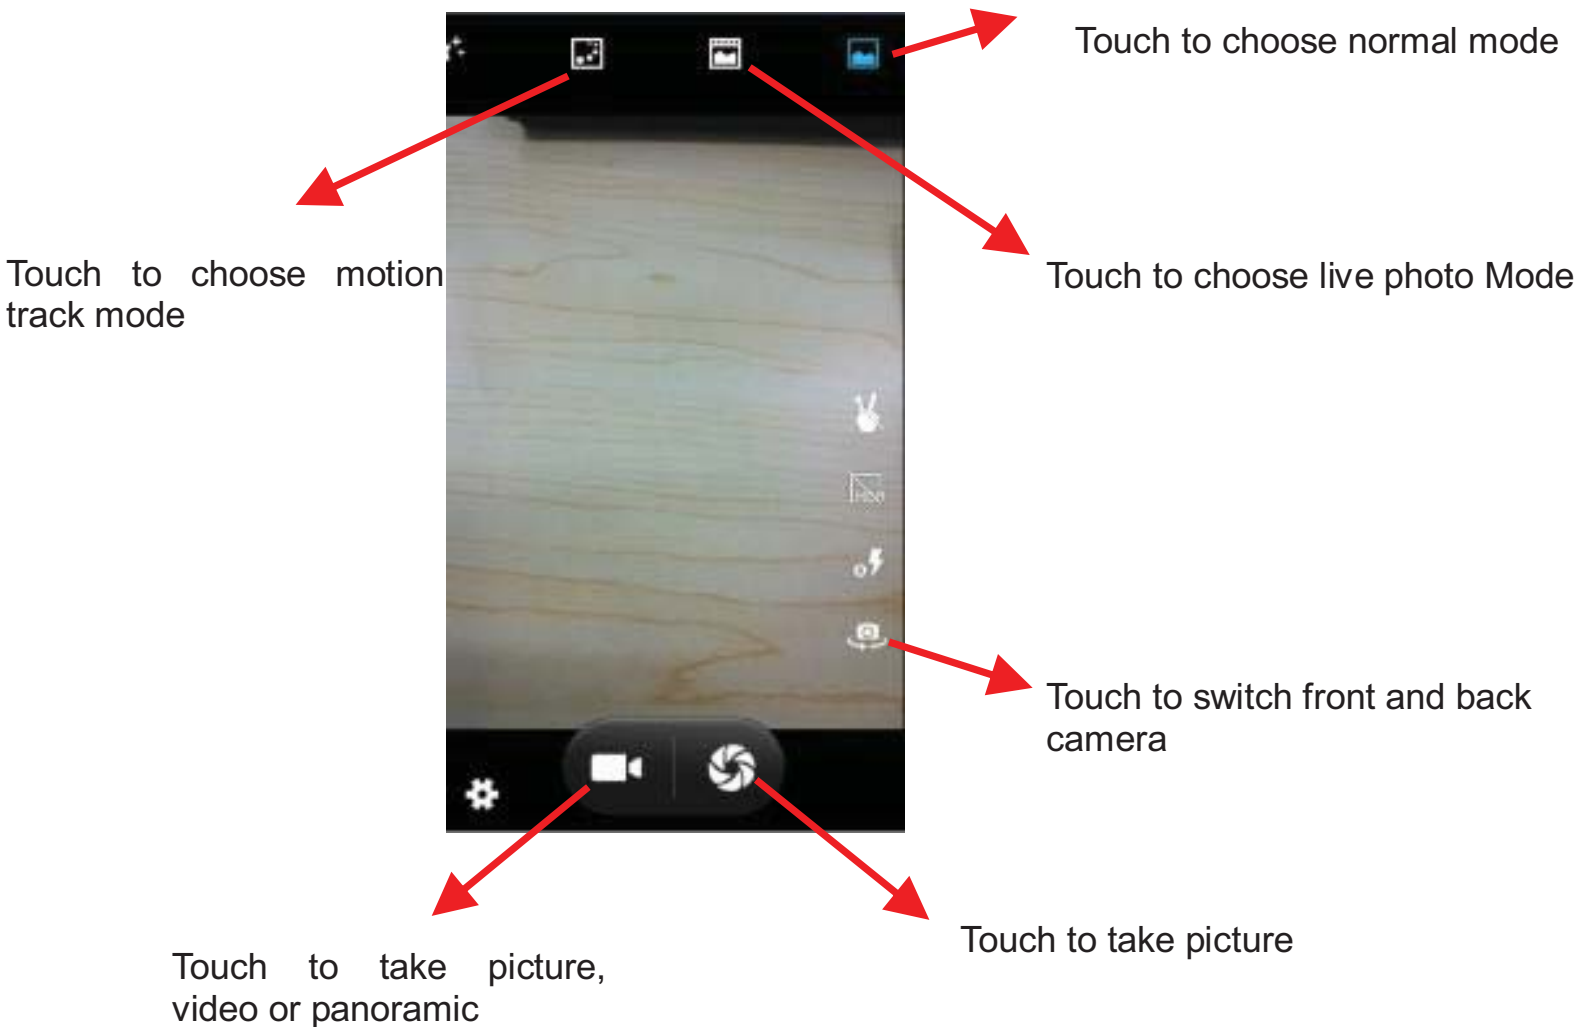 Touch to choose normal mode
Touch to choose motion
track mode
Touch to choose live photo Mode
Touch to switch front and back
camera
Touch to take picture
Touch to take picture,
video or panoramic